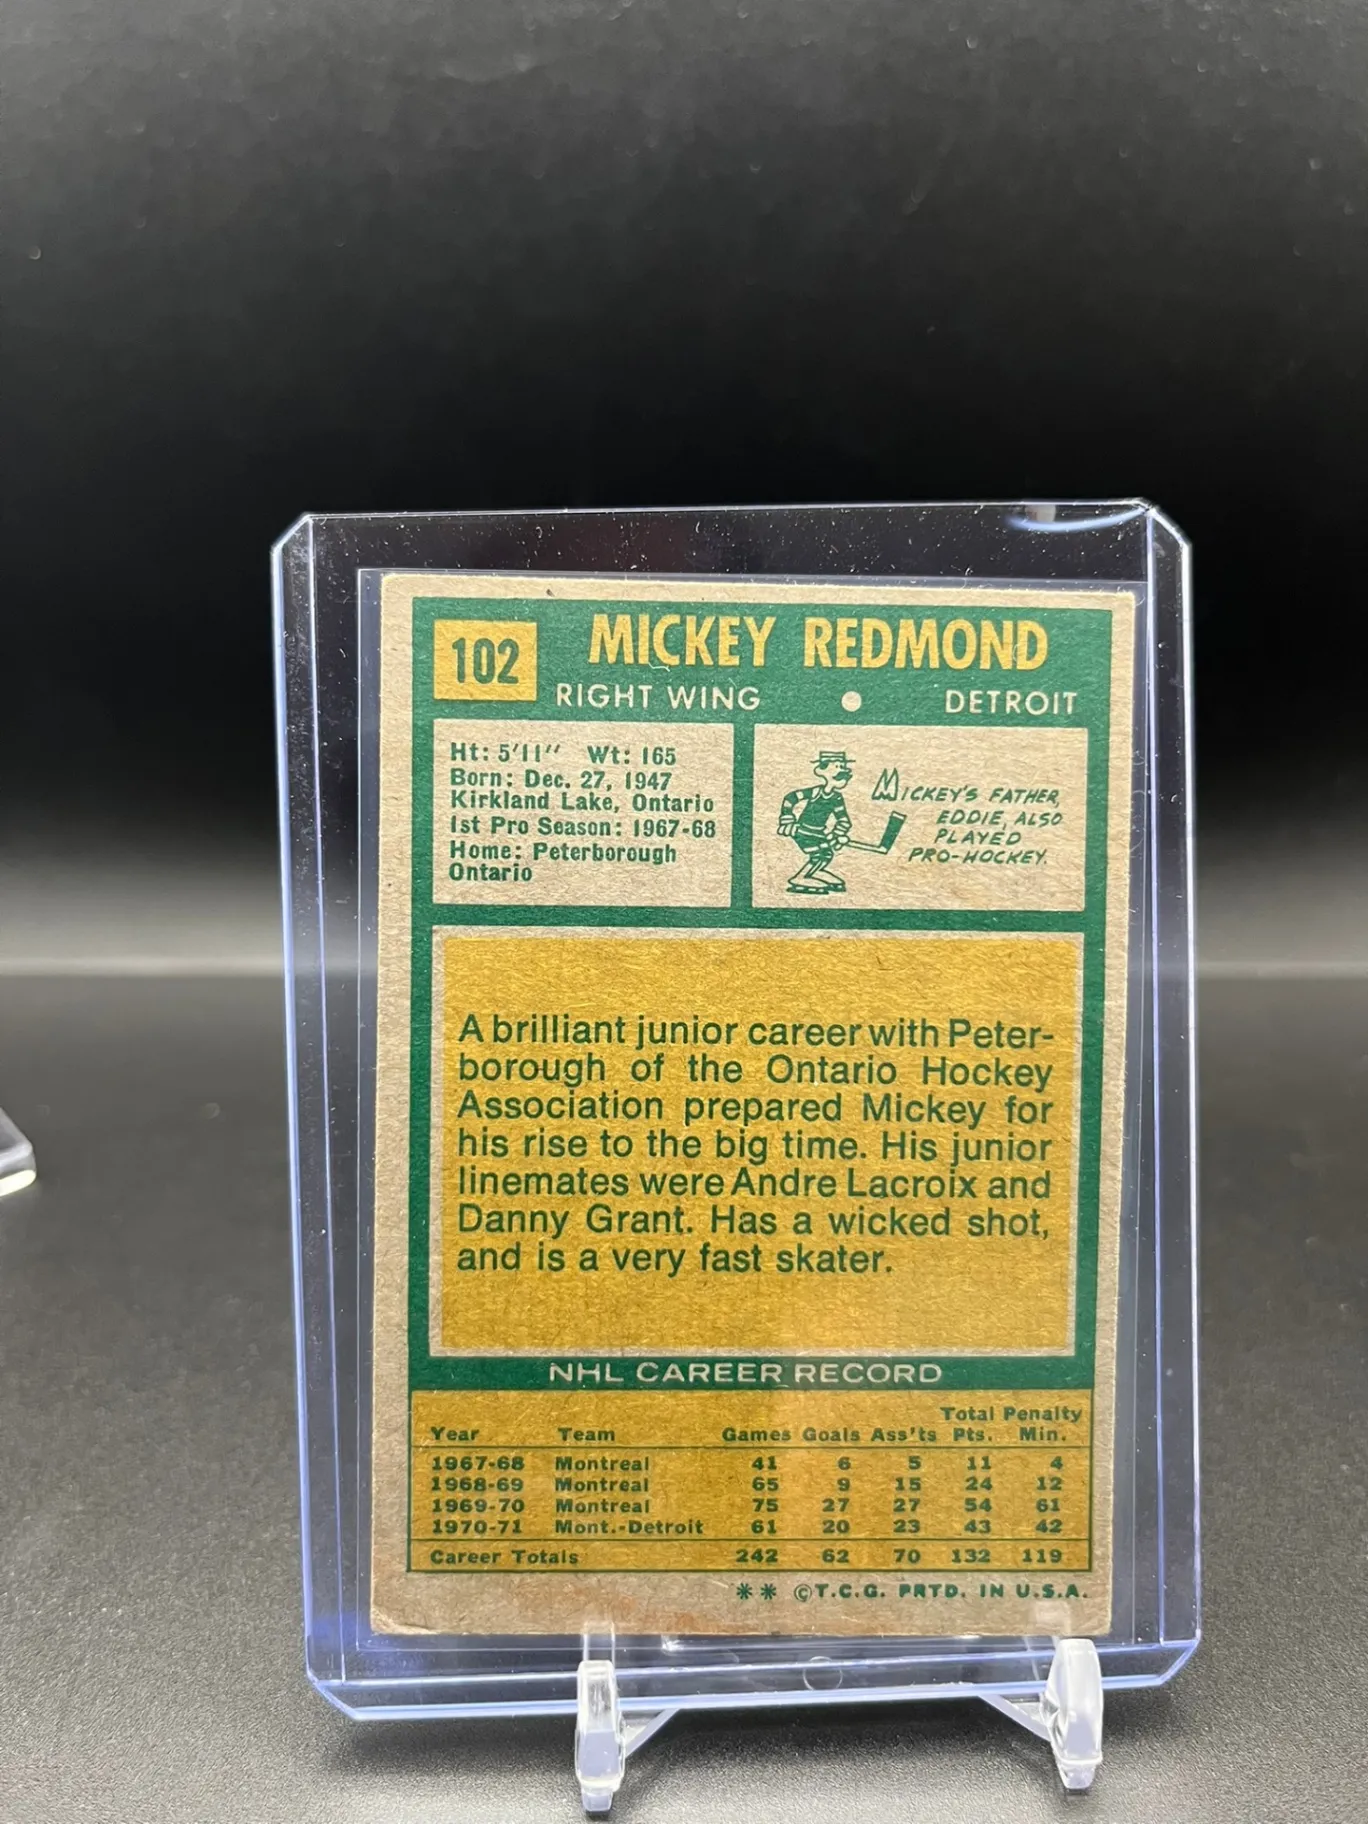 102
MICKEY REDMOND
RIGHT WING • DETROIT
Ht: 5'11" Wt: 165
Born: Dec. 27, 1947
Kirkland Lake, Ontario
1st Pro Season: 1967-68
Home: Peterborough
Ontario
MICKEY'S FATHER,
EDDIE, ALSO
PLAYED
PRO-HOCKEY.
A brilliant junior career with Peter-
borough of the Ontario Hockey
Association prepared Mickey for
his rise to the big time. His junior
linemates were Andre Lacroix and
Danny Grant. Has a wicked shot,
and is a very fast skater.
NHL CAREER RECORD
Total Penalty
Year Team Games Goals Ass'ts Pts. Min.
1967-68 Montreal 41 6 5 11 4
1968-69 Montreal 65 9 15 24 12
1969-70 Montreal 75 27 27 54 61
1970-71 Mont.-Detroit 61 20 23 43 42
Career Totals 242 62 70 132 119
** ©T.C.G. PRTD. IN U.S.A.